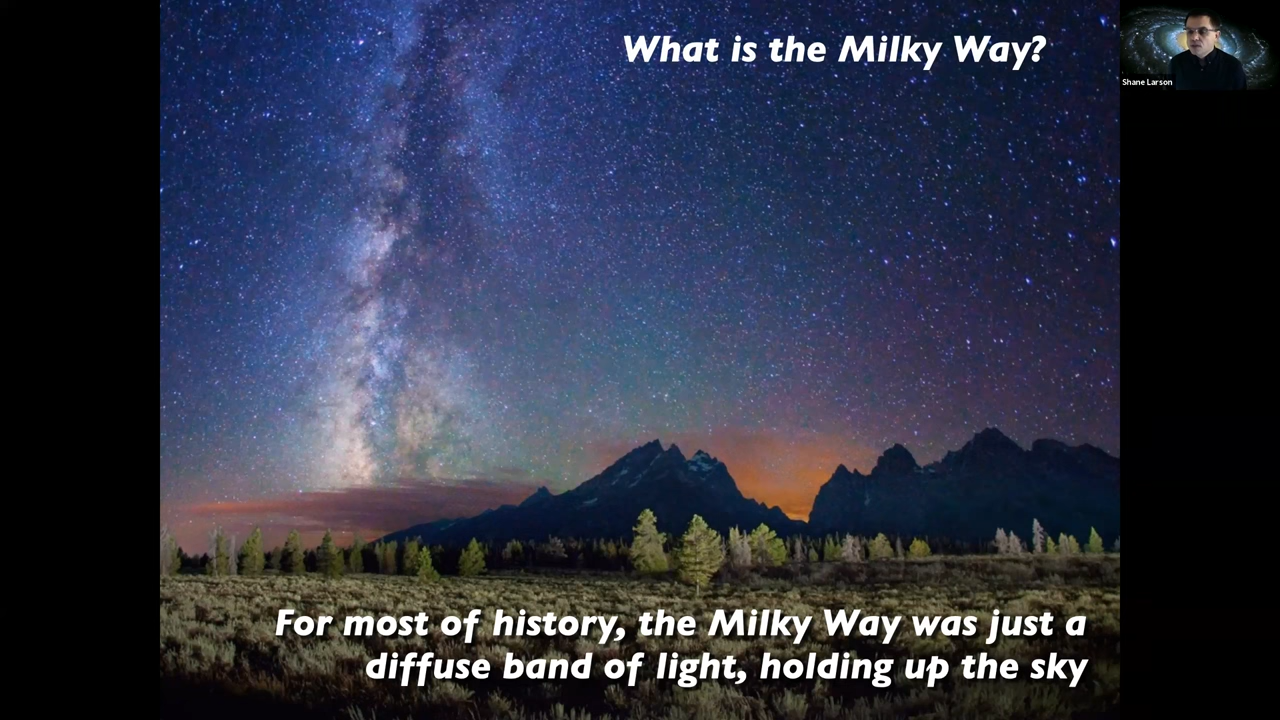 What is the Milky Way?
Shane Larson
For most of history, the Milky Way was just a
diffuse band of light, holding up the sky